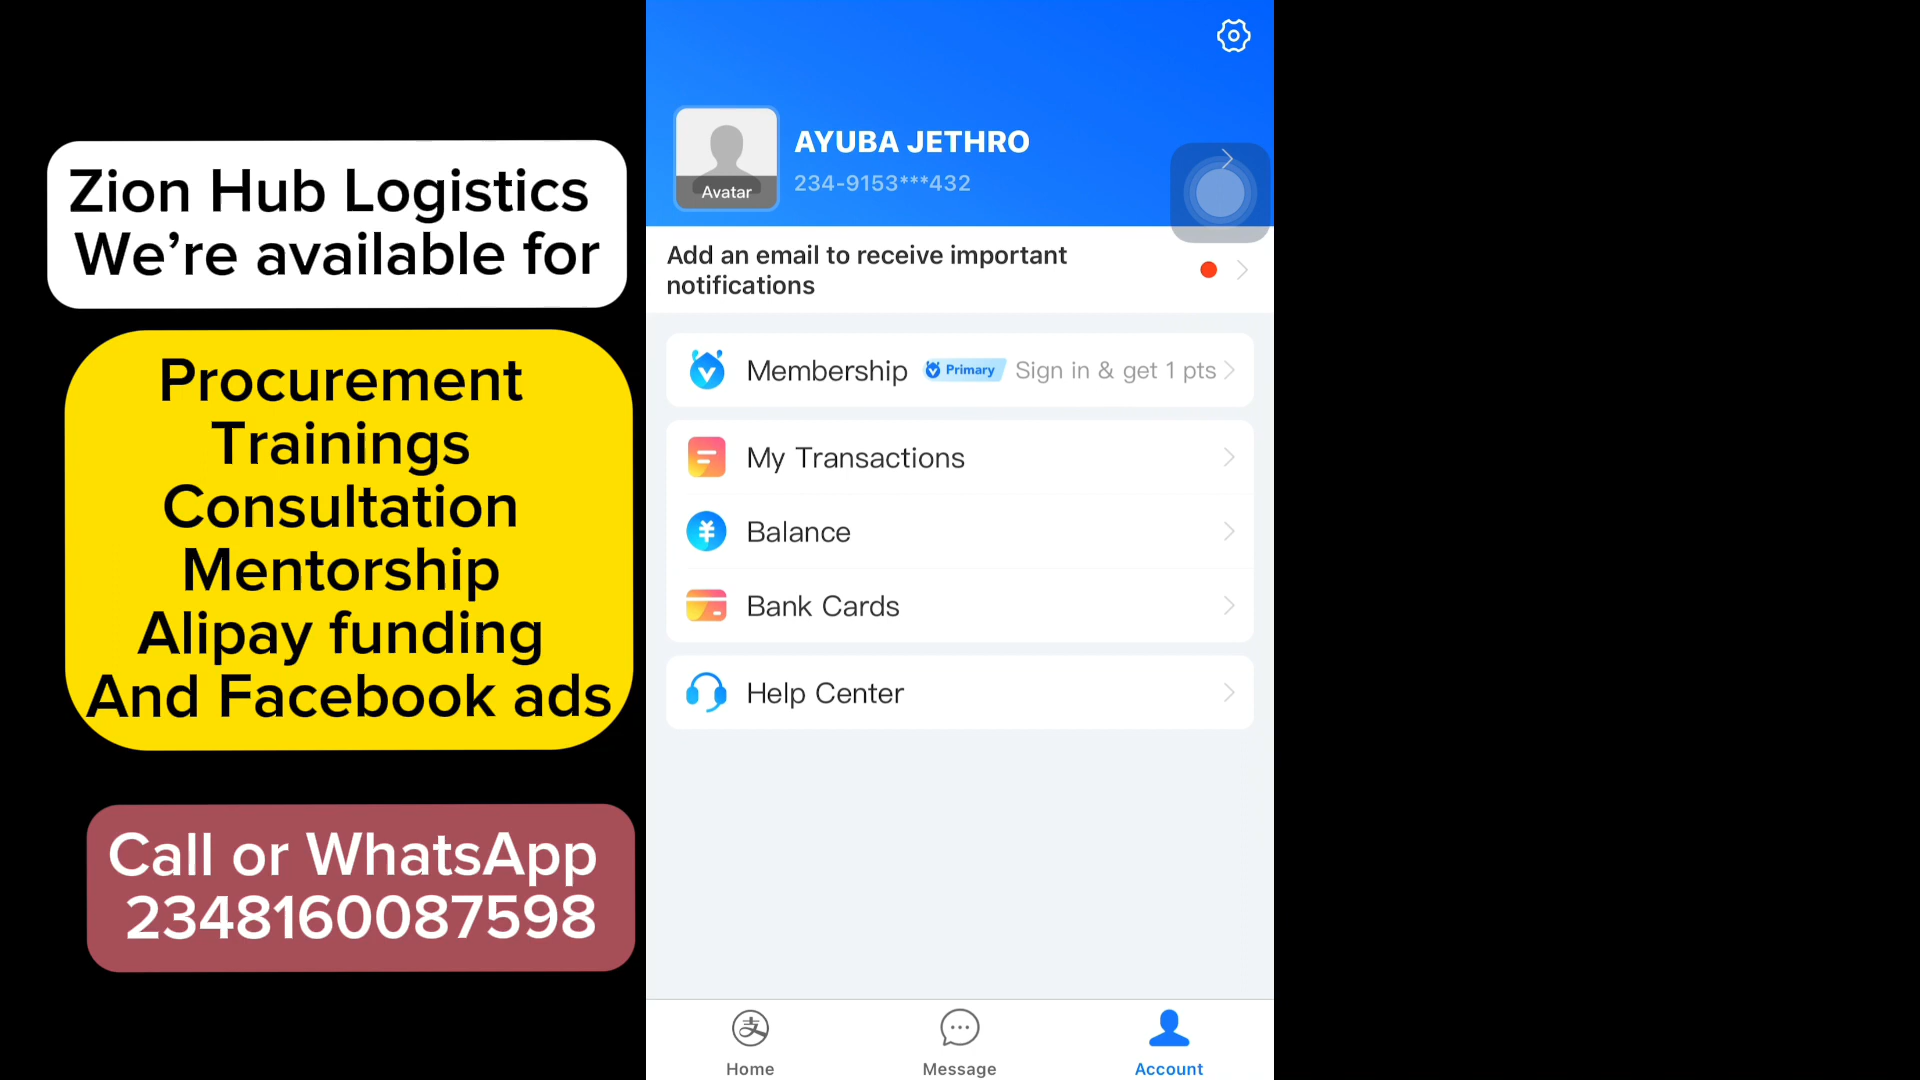 Zion Hub Logistics
We’re available for
Procurement
Trainings
Consultation
Mentorship
Alipay funding
And Facebook ads
Call or WhatsApp
2348160087598
Avatar
AYUBA JETHRO
234-9153***432
Add an email to receive important
notifications
Membership Primary Sign in & get 1 pts
My Transactions
¥ Balance
Bank Cards
Help Center
支
Home
Message
Account